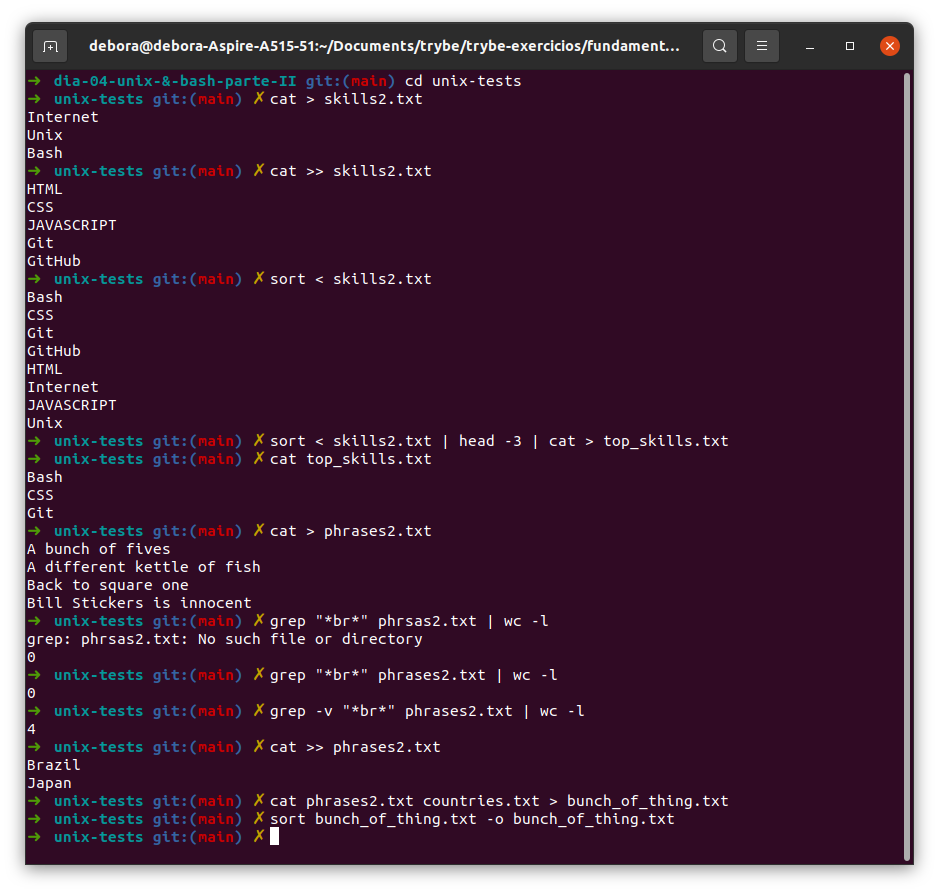 debora@debora-Aspire-A515-51:~/Documents/trybe/trybe-exercicios/fundament...
➜ dia-04-unix-&-bash-parte-II git:(main) cd unix-tests
➜ unix-tests git:(main) ✗ cat > skills2.txt
Internet
Unix
Bash
➜ unix-tests git:(main) ✗ cat >> skills2.txt
HTML
CSS
JAVASCRIPT
Git
GitHub
➜ unix-tests git:(main) ✗ sort < skills2.txt
Bash
CSS
Git
GitHub
HTML
Internet
JAVASCRIPT
Unix
➜ unix-tests git:(main) ✗ sort < skills2.txt | head -3 | cat > top_skills.txt
➜ unix-tests git:(main) ✗ cat top_skills.txt
Bash
CSS
Git
➜ unix-tests git:(main) ✗ cat > phrases2.txt
A bunch of fives
A different kettle of fish
Back to square one
Bill Stickers is innocent
➜ unix-tests git:(main) ✗ grep "*br*" phrsas2.txt | wc -l
grep: phrsas2.txt: No such file or directory
0
➜ unix-tests git:(main) ✗ grep "*br*" phrases2.txt | wc -l
0
➜ unix-tests git:(main) ✗ grep -v "*br*" phrases2.txt | wc -l
4
➜ unix-tests git:(main) ✗ cat >> phrases2.txt
Brazil
Japan
➜ unix-tests git:(main) ✗ cat phrases2.txt countries.txt > bunch_of_thing.txt
➜ unix-tests git:(main) ✗ sort bunch_of_thing.txt -o bunch_of_thing.txt
➜ unix-tests git:(main) ✗